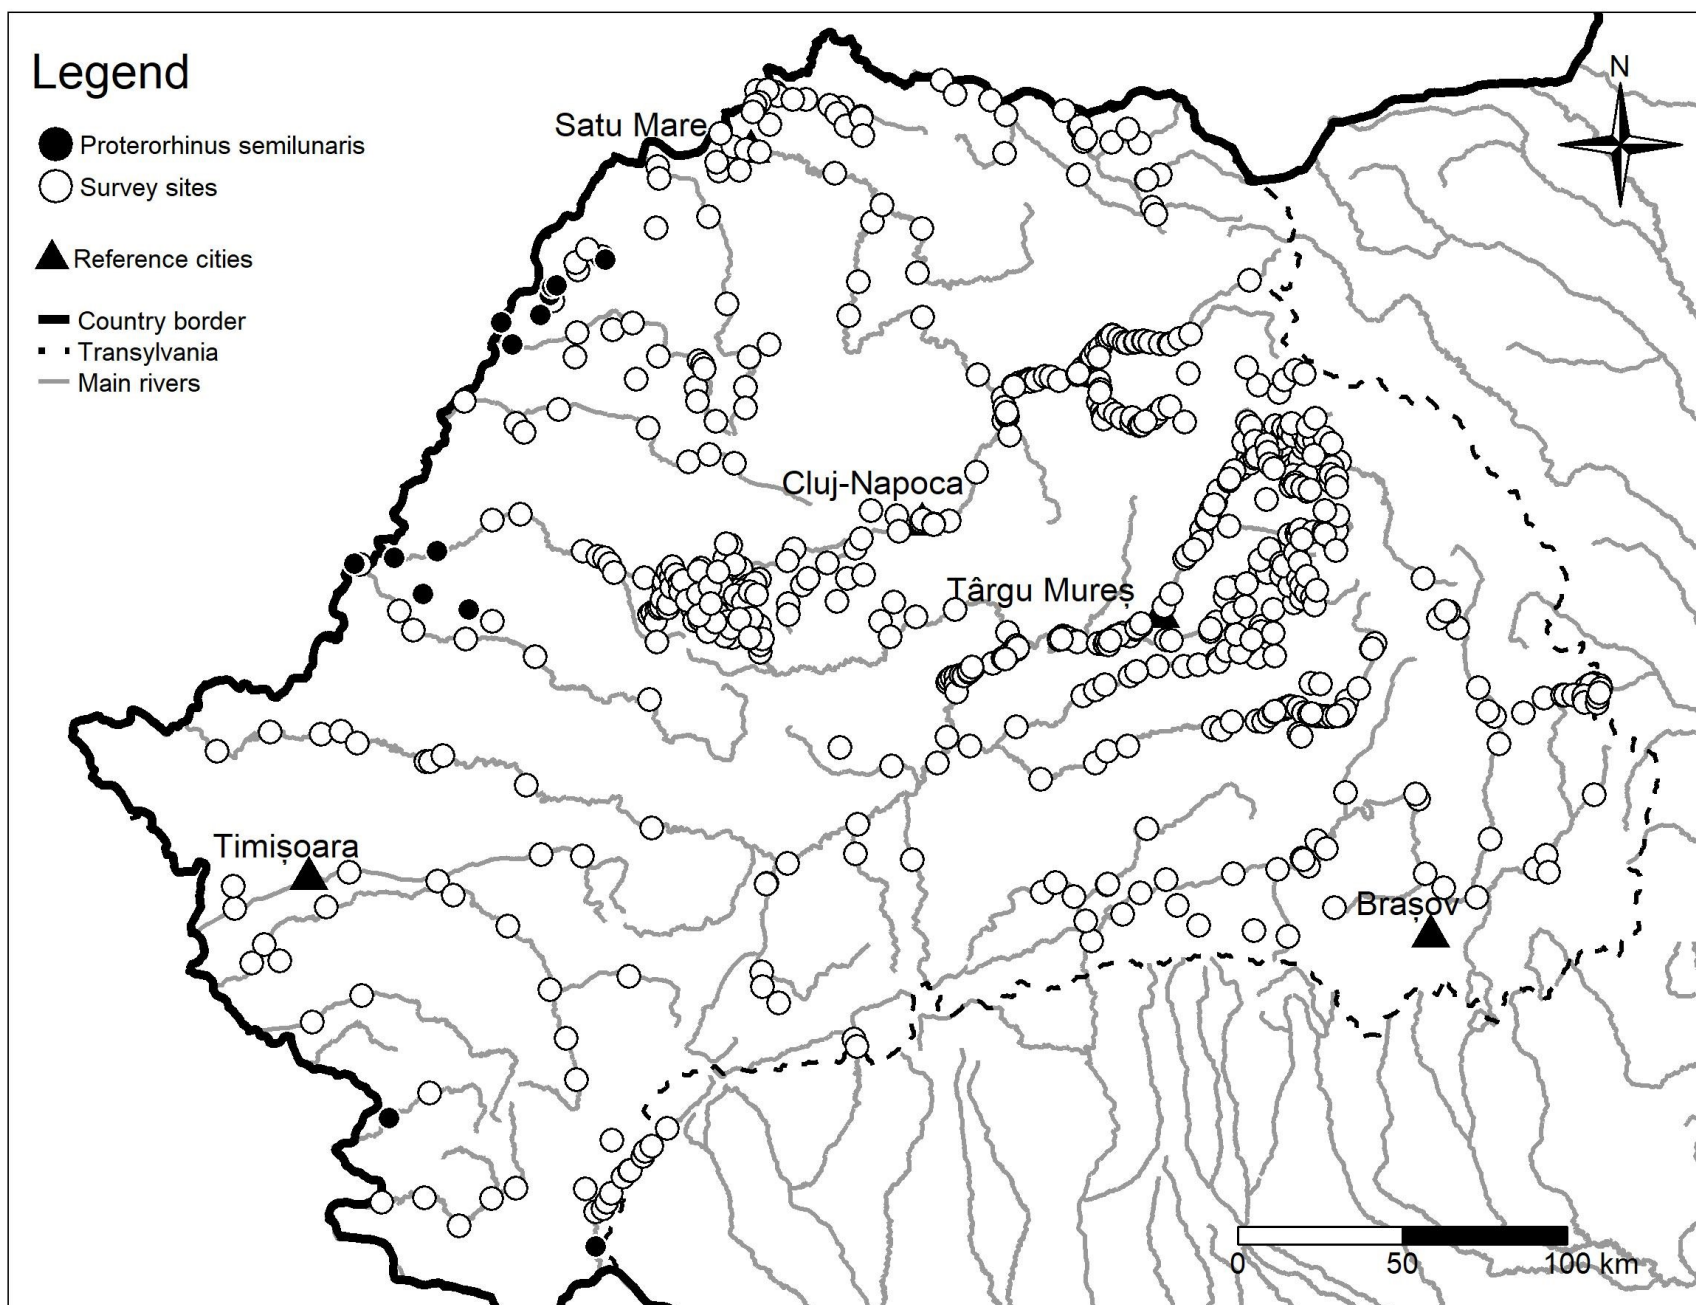 Legend
Proterorhinus semilunaris
Survey sites
Reference cities
Country border
Transylvania
Main rivers
N
Satu Mare
Cluj-Napoca
Târgu Mureș
Timișoara
Brașov
0 50 100 km